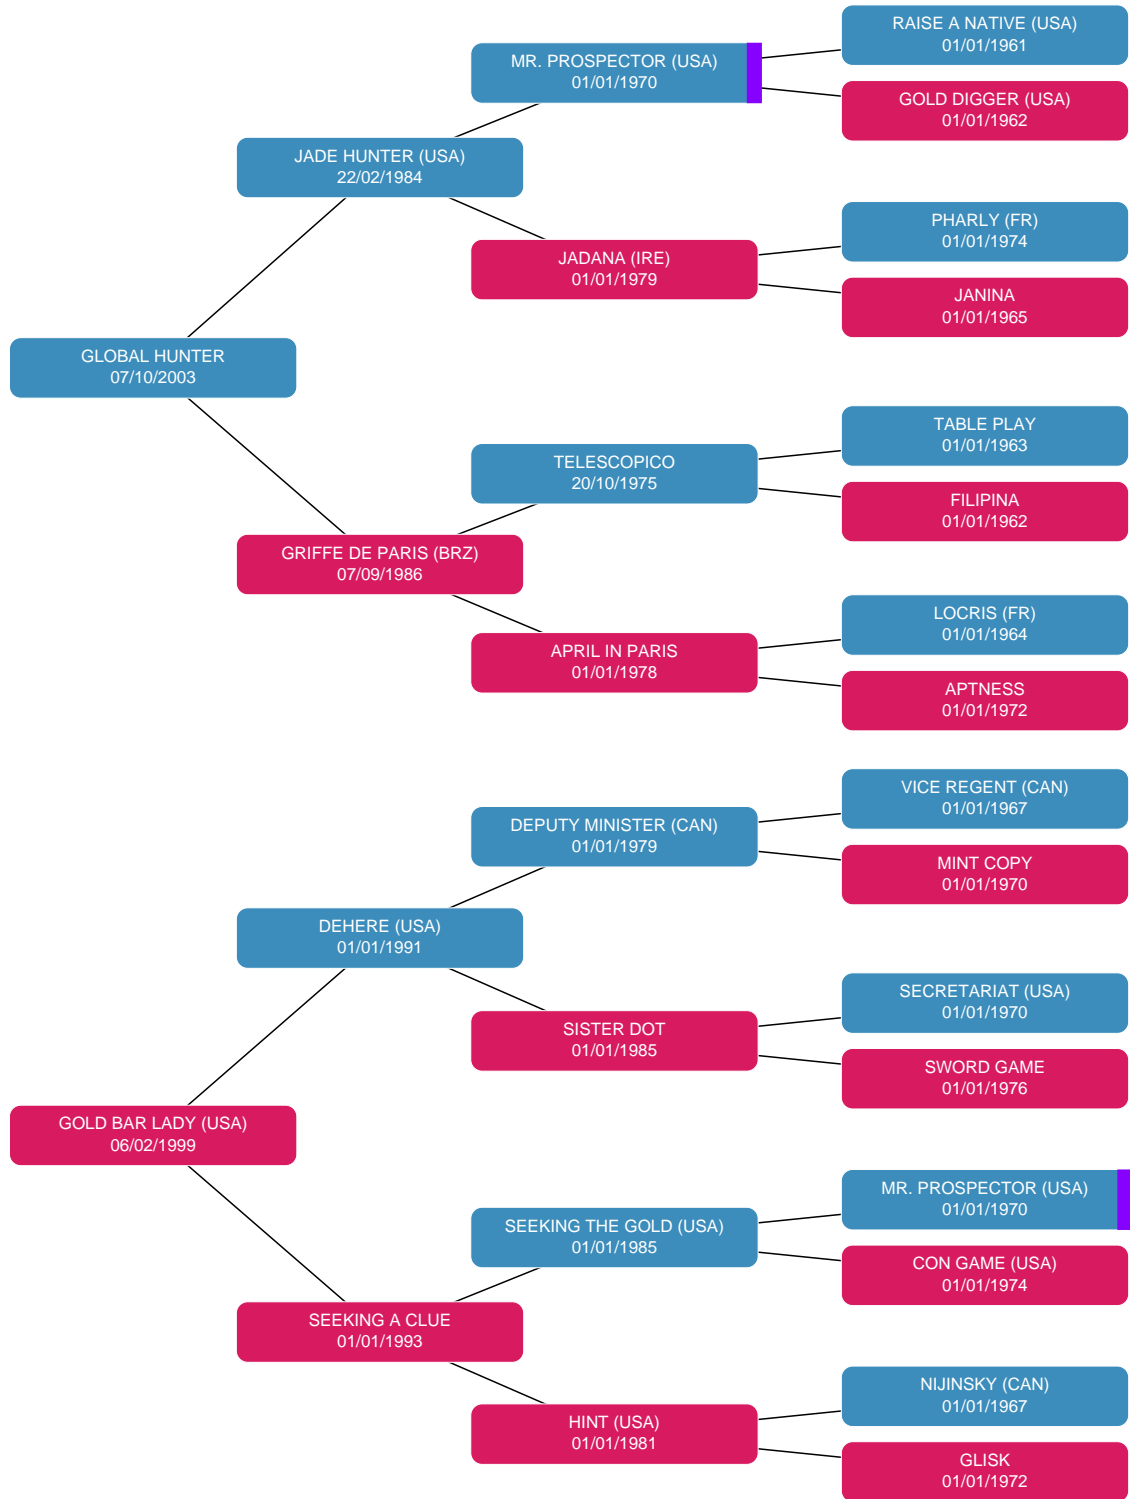 RAISE A NATIVE (USA)
01/01/1961
MR. PROSPECTOR (USA)
01/01/1970
GOLD DIGGER (USA)
01/01/1962
JADE HUNTER (USA)
22/02/1984
PHARLY (FR)
01/01/1974
JADANA (IRE)
01/01/1979
JANINA
01/01/1965
GLOBAL HUNTER
07/10/2003
TABLE PLAY
01/01/1963
TELESCOPICO
20/10/1975
FILIPINA
01/01/1962
GRIFFE DE PARIS (BRZ)
07/09/1986
LOCRIS (FR)
01/01/1964
APRIL IN PARIS
01/01/1978
APTNESS
01/01/1972
VICE REGENT (CAN)
01/01/1967
DEPUTY MINISTER (CAN)
01/01/1979
MINT COPY
01/01/1970
DEHERE (USA)
01/01/1991
SECRETARIAT (USA)
01/01/1970
SISTER DOT
01/01/1985
SWORD GAME
01/01/1976
GOLD BAR LADY (USA)
06/02/1999
MR. PROSPECTOR (USA)
01/01/1970
SEEKING THE GOLD (USA)
01/01/1985
CON GAME (USA)
01/01/1974
SEEKING A CLUE
01/01/1993
NIJINSKY (CAN)
01/01/1967
HINT (USA)
01/01/1981
GLISK
01/01/1972